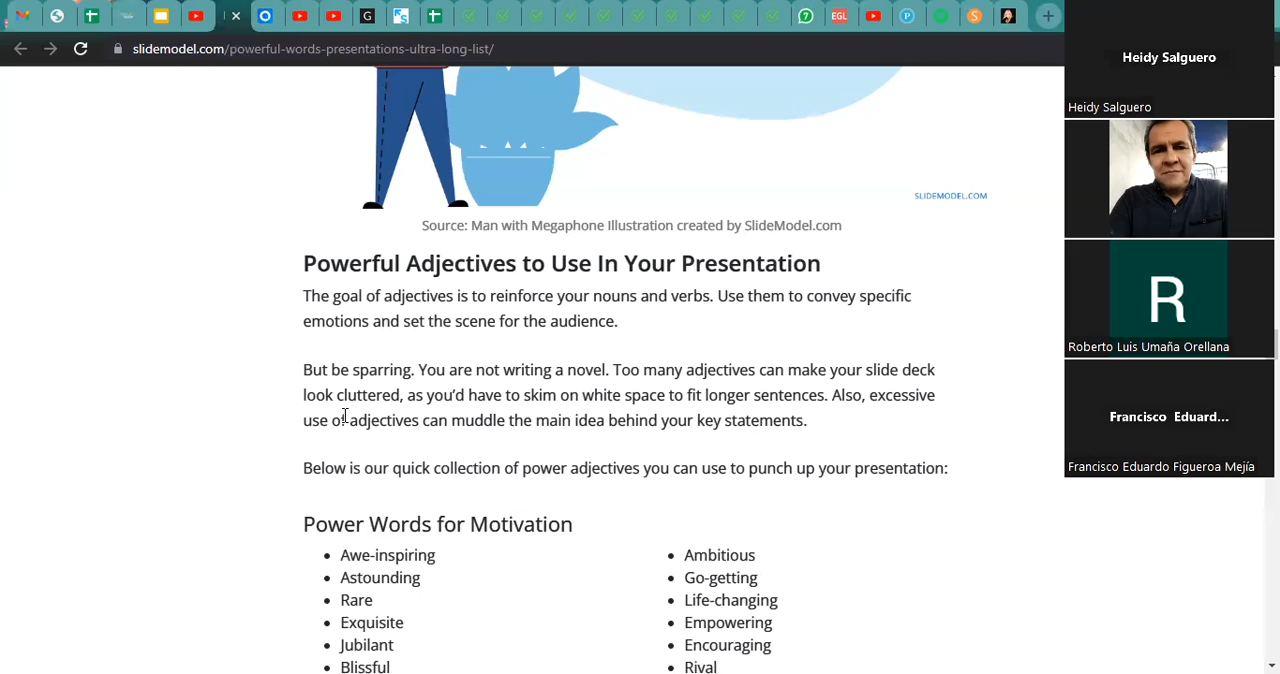 slidemodel.com/powerful-words-presentations-ultra-long-list/
SLIDEMODEL.COM
Source: Man with Megaphone Illustration created by SlideModel.com
Powerful Adjectives to Use In Your Presentation
The goal of adjectives is to reinforce your nouns and verbs. Use them to convey specific
emotions and set the scene for the audience.
But be sparring. You are not writing a novel. Too many adjectives can make your slide deck
look cluttered, as you’d have to skim on white space to fit longer sentences. Also, excessive
use of adjectives can muddle the main idea behind your key statements.
Below is our quick collection of power adjectives you can use to punch up your presentation:
Power Words for Motivation
Awe-inspiring
Astounding
Rare
Exquisite
Jubilant
Blissful
Ambitious
Go-getting
Life-changing
Empowering
Encouraging
Rival
Heidy Salguero
Heidy Salguero
R
Roberto Luis Umaña Orellana
Francisco Eduard...
Francisco Eduardo Figueroa Mejía
EGL